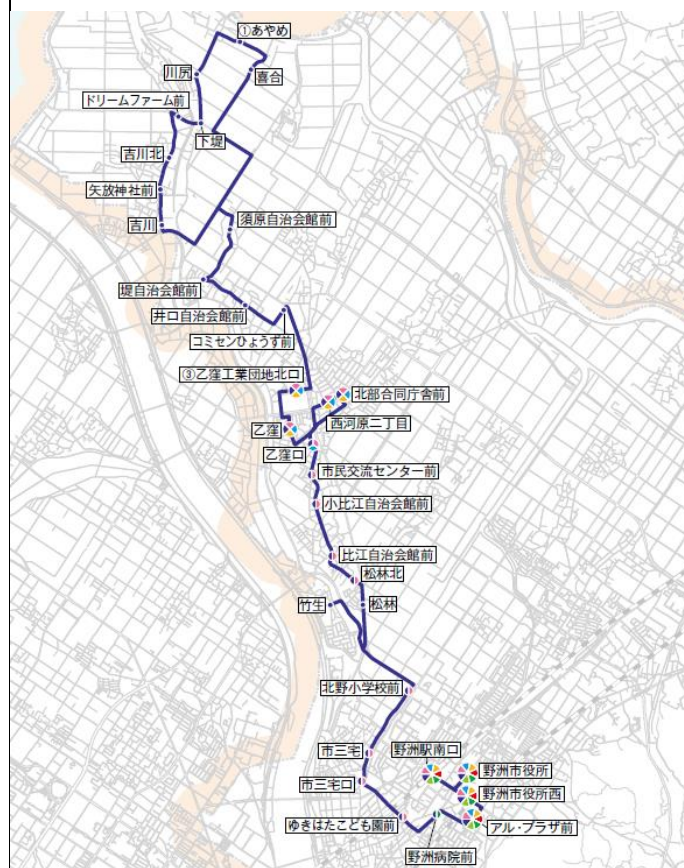 ①あやめ
川尻
喜合
ドリームファーム前
下堤
吉川北
矢放神社前
吉川
須原自治会館前
堤自治会館前
井口自治会館前
コミセンひょうず前
③乙窪工業団地北口
北部合同庁舎前
西河原二丁目
乙窪
乙窪口
市民交流センター前
小比江自治会館前
比江自治会館前
松林北
竹生
松林
北野小学校前
市三宅
野洲駅南口
野洲市役所
市三宅口
野洲市役所西
ゆきはたこども園前
アル・プラザ前
野洲病院前